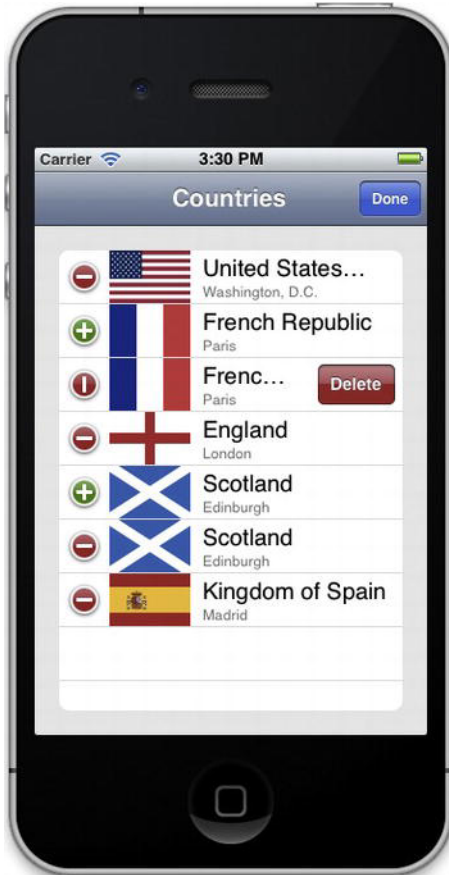 Carrier 3:30 PM
Countries Done
United States...
Washington, D.C.
French Republic
Paris
Frenc... Delete
Paris
England
London
Scotland
Edinburgh
Scotland
Edinburgh
Kingdom of Spain
Madrid